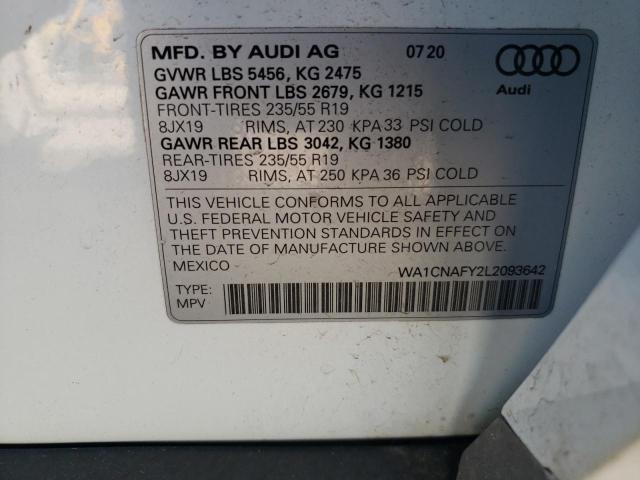 MFD. BY AUDI AG 07 20
GVWR LBS 5456, KG 2475
GAWR FRONT LBS 2679, KG 1215
FRONT-TIRES 235/55 R19
8JX19 RIMS, AT 230 KPA 33 PSI COLD
GAWR REAR LBS 3042, KG 1380
REAR-TIRES 235/55 R19
8JX19 RIMS, AT 250 KPA 36 PSI COLD
Audi
THIS VEHICLE CONFORMS TO ALL APPLICABLE
U.S. FEDERAL MOTOR VEHICLE SAFETY AND
THEFT PREVENTION STANDARDS IN EFFECT ON
THE DATE OF MANUFACTURE SHOWN ABOVE.
MEXICO WA1CNAFY2L2093642
TYPE:
MPV